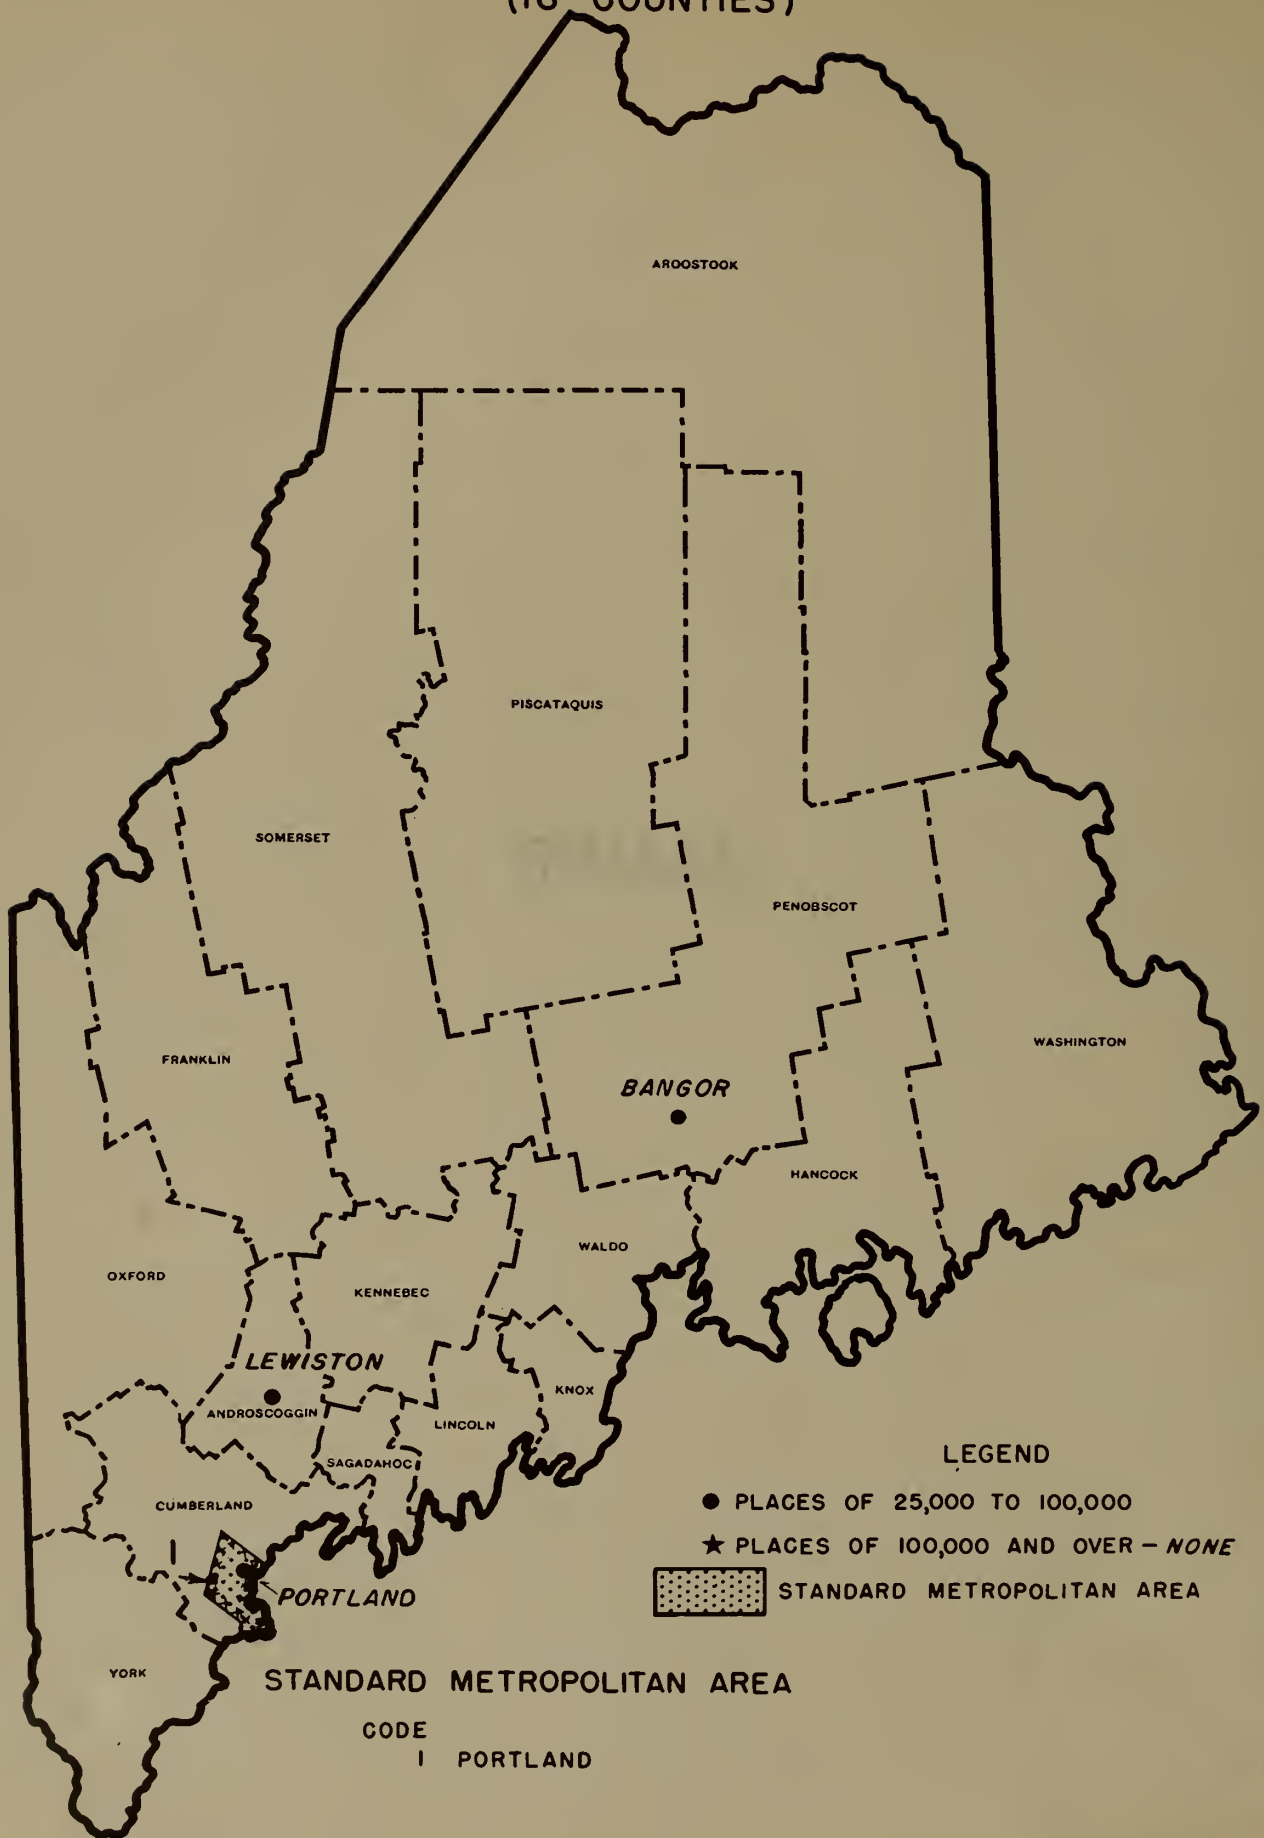 COUNTIES)
AROOSTOOK
PISCATAQUIS
SOMERSET
PENOBSCOT
WASHINGTON
FRANKLIN
BANGOR
HANCOCK
WALDO
OXFORD
KENNEBEC
LEWISTON
KNOX
ANDROSCOGGIN
LINCOLN
SAGADAHOC
CUMBERLAND
1
PORTLAND
YORK
LEGEND
● PLACES OF 25,000 TO 100,000
★ PLACES OF 100,000 AND OVER – NONE
STANDARD METROPOLITAN AREA
STANDARD METROPOLITAN AREA
CODE
1 PORTLAND